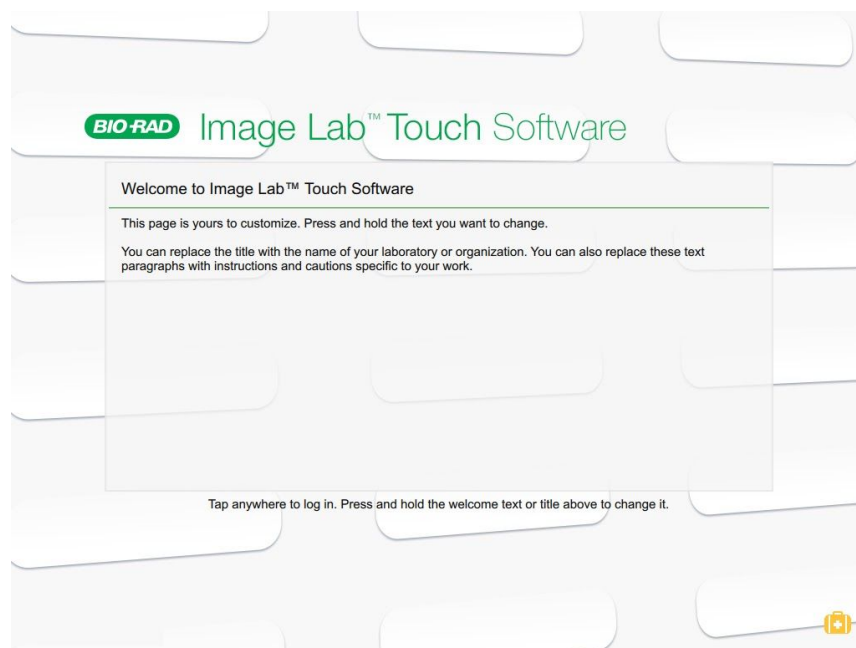 BIO-RAD Image Lab™ Touch Software
Welcome to Image Lab™ Touch Software
This page is yours to customize. Press and hold the text you want to change.
You can replace the title with the name of your laboratory or organization. You can also replace these text
paragraphs with instructions and cautions specific to your work.
Tap anywhere to log in. Press and hold the welcome text or title above to change it.